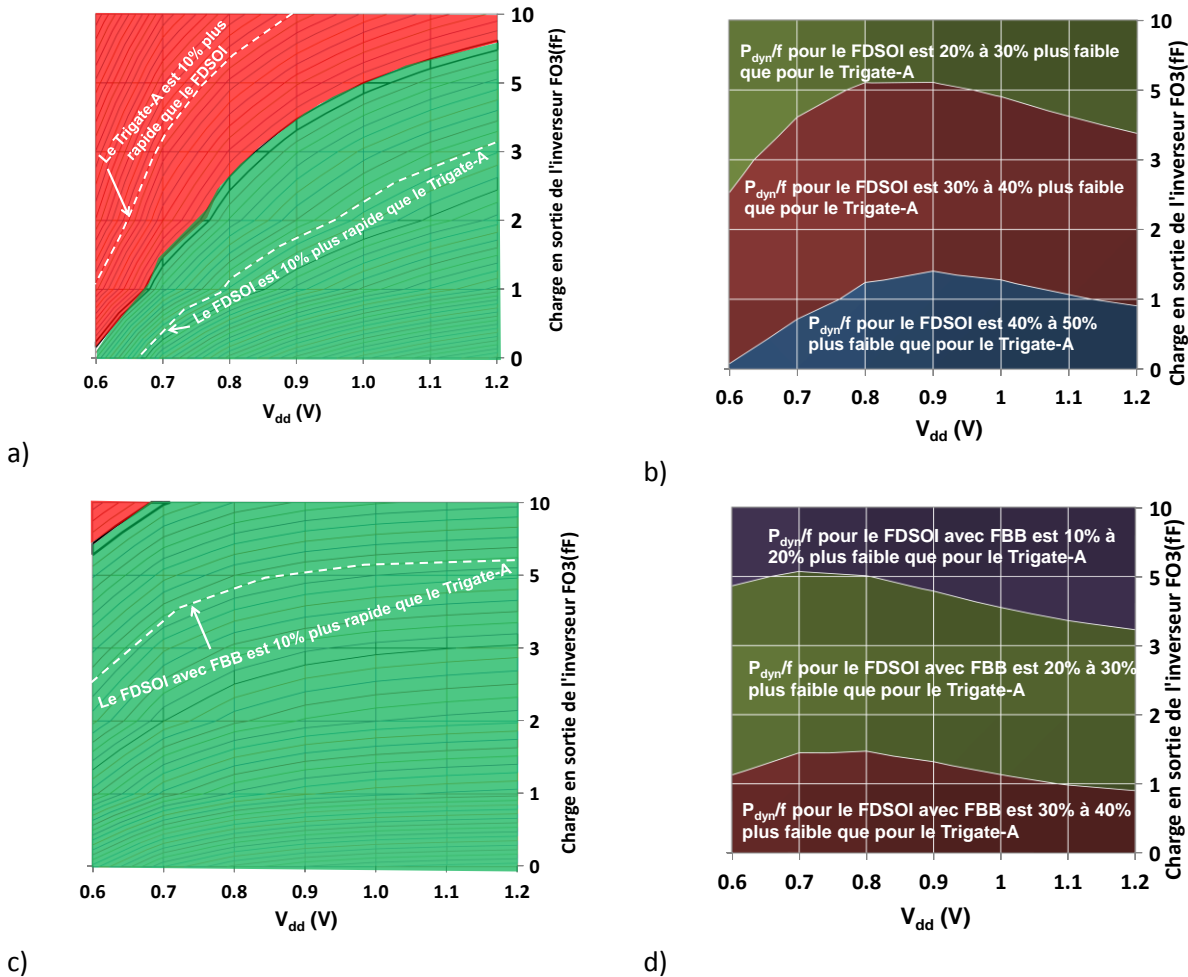 Le Trigate-A est 10% plus
rapide que le FDSOI
Le FDSOI est 10% plus rapide que le Trigate-A
10
5
3
2
1
0
Charge en sortie de l'inverseur FO3(fF)
0.6 0.7 0.8 0.9 1.0 1.1 1.2
Vdd (V)
a)
Pdyn/f pour le FDSOI est 20% à 30% plus faible
que pour le Trigate-A
Pdyn/f pour le FDSOI est 30% à 40% plus faible
que pour le Trigate-A
Pdyn/f pour le FDSOI est 40% à 50%
plus faible que pour le Trigate-A
10
5
3
2
1
0
Charge en sortie de l'inverseur FO3(fF)
0.6 0.7 0.8 0.9 1 1.1 1.2
Vdd (V)
b)
Le FDSOI avec FBB est 10% plus rapide que le Trigate-A
10
5
3
2
1
0
Charge en sortie de l'inverseur FO3(fF)
0.6 0.7 0.8 0.9 1.0 1.1 1.2
Vdd (V)
c)
Pdyn/f pour le FDSOI avec FBB est 10% à
20% plus faible que pour le Trigate-A
Pdyn/f pour le FDSOI avec FBB est 20% à 30%
plus faible que pour le Trigate-A
Pdyn/f pour le FDSOI avec FBB est 30% à 40%
plus faible que pour le Trigate-A
10
5
3
2
1
0
Charge en sortie de l'inverseur FO3(fF)
0.6 0.7 0.8 0.9 1 1.1 1.2
Vdd (V)
d)